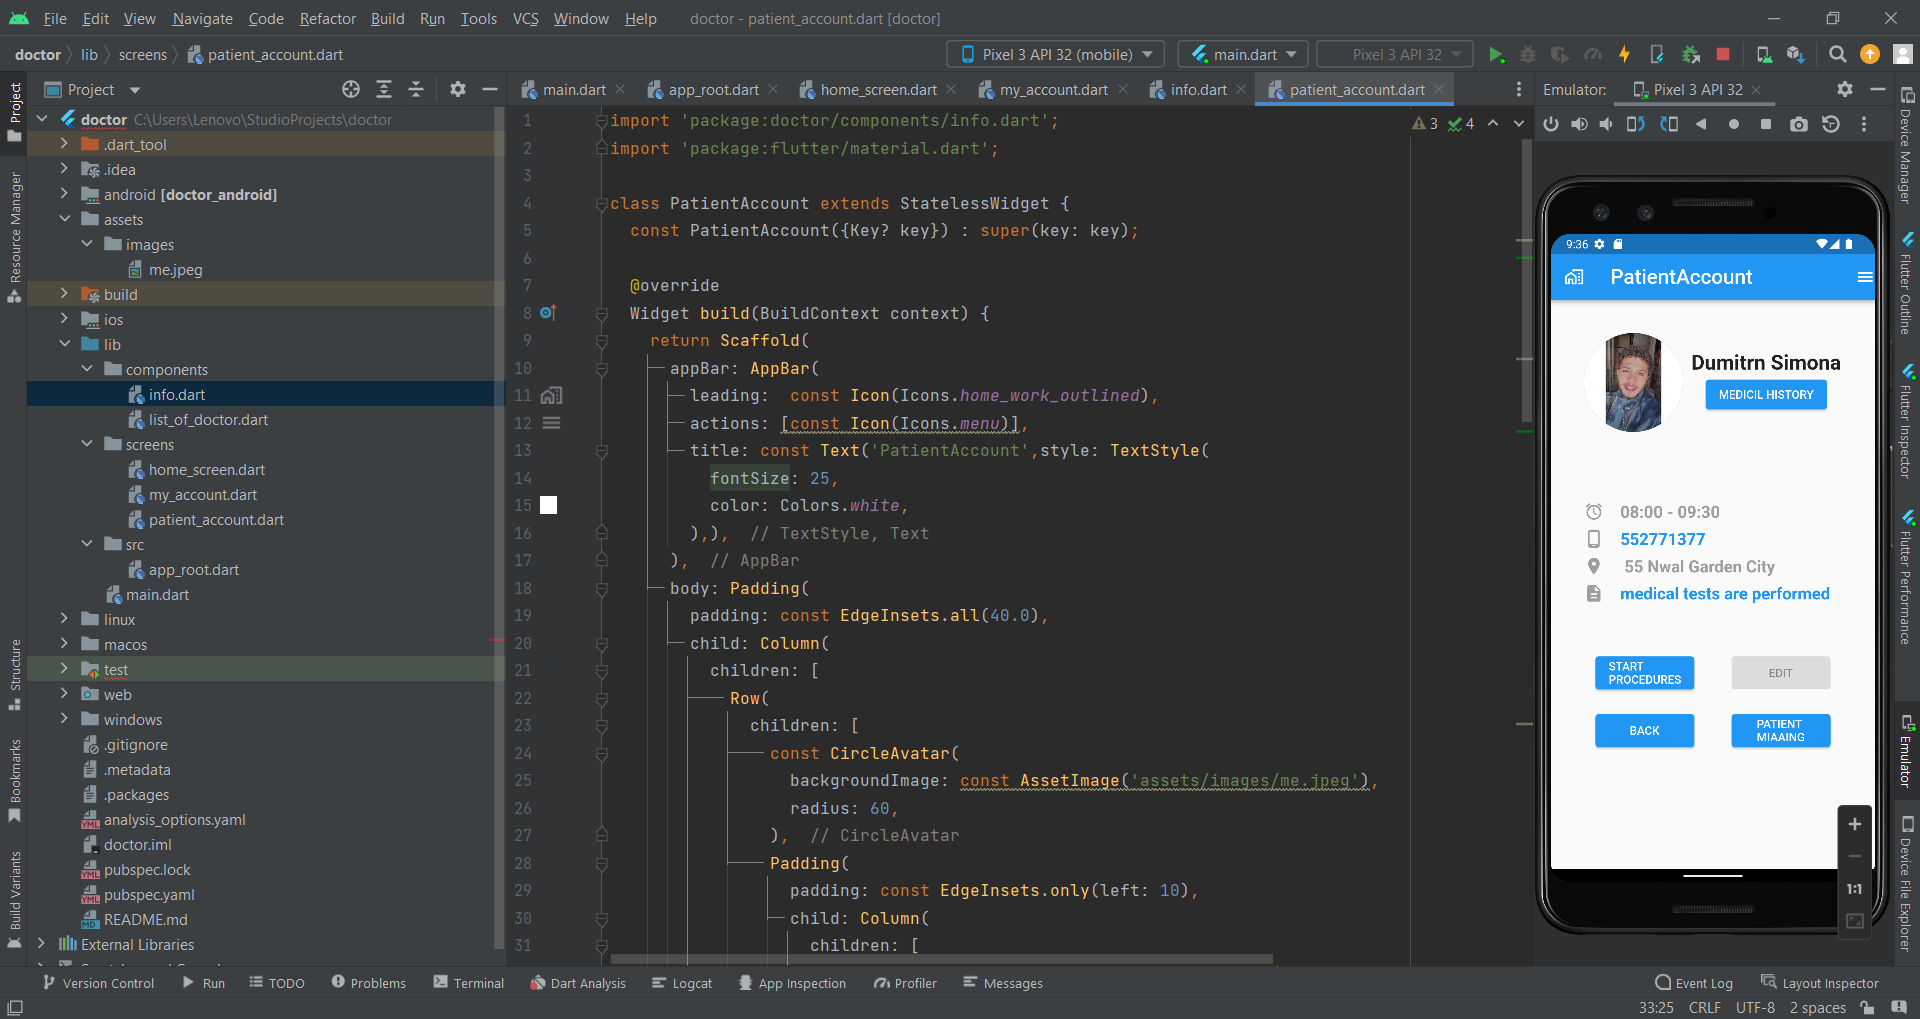 File Edit View Navigate Code Refactor Build Run Tools VCS Window Help doctor - patient_account.dart [doctor]
doctor lib screens patient_account.dart Pixel 3 API 32 (mobile) main.dart Pixel 3 API 32
Project main.dart app_root.dart home_screen.dart my_account.dart info.dart patient_account.dart Emulator: Pixel 3 API 32
Project
Resource Manager
Structure
Bookmarks
Build Variants
doctor C:\Users\Lenovo\StudioProjects\doctor
.dart_tool
.idea
android [doctor_android]
assets
images
me.jpeg
build
ios
lib
components
info.dart
list_of_doctor.dart
screens
home_screen.dart
my_account.dart
patient_account.dart
src
app_root.dart
main.dart
linux
macos
test
web
windows
.gitignore
.metadata
.packages
analysis_options.yaml
doctor.iml
pubspec.lock
pubspec.yaml
README.md
External Libraries
3 4
1 import 'package:doctor/components/info.dart';
2 import 'package:flutter/material.dart';
3
4 class PatientAccount extends StatelessWidget {
5 const PatientAccount({Key? key}) : super(key: key);
6
7 @override
8 Widget build(BuildContext context) {
9 return Scaffold(
10 appBar: AppBar(
11 leading:  const Icon(Icons.home_work_outlined),
12 actions: [const Icon(Icons.menu)],
13 title: const Text('PatientAccount',style: TextStyle(
14 fontSize: 25,
15 color: Colors.white,
16 ),),  // TextStyle, Text
17 ),  // AppBar
18 body: Padding(
19 padding: const EdgeInsets.all(40.0),
20 child: Column(
21 children: [
22 Row(
23 children: [
24 const CircleAvatar(
25 backgroundImage: const AssetImage('assets/images/me.jpeg'),
26 radius: 60,
27 ),  // CircleAvatar
28 Padding(
29 padding: const EdgeInsets.only(left: 10),
30 child: Column(
31 children: [
9:36
PatientAccount
Dumitrn Simona
MEDICIL HISTORY
08:00 - 09:30
552771377
55 Nwal Garden City
medical tests are performed
START PROCEDURES
EDIT
BACK
PATIENT MIAAING
1:1
Device Manager
Flutter Outline
Flutter Inspector
Flutter Performance
Emulator
Device File Explorer
Version Control Run TODO Problems Terminal Dart Analysis Logcat App Inspection Profiler Messages Event Log Layout Inspector
33:25 CRLF UTF-8 2 spaces